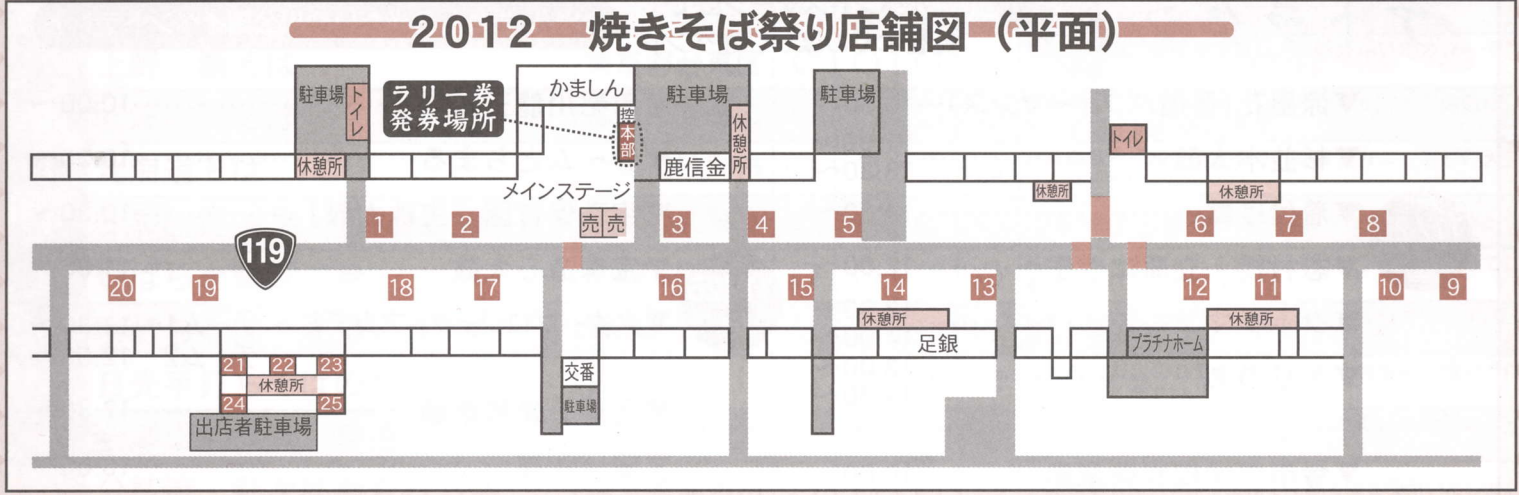 2012 焼きそば祭り店舗図（平面）
駐車場
トイレ
休憩所
ラリー券
発券場所
かましん
控
本部
駐車場
休憩所
鹿信金
駐車場
メインステージ
売 売
トイレ
休憩所
休憩所
1 2 3 4 5 6 7 8
119
20 19 18 17 16 15 14 13 12 11 10 9
休憩所
足銀
プラチナホーム
休憩所
21 22 23
休憩所
24 25
出店者駐車場
交番
駐車場